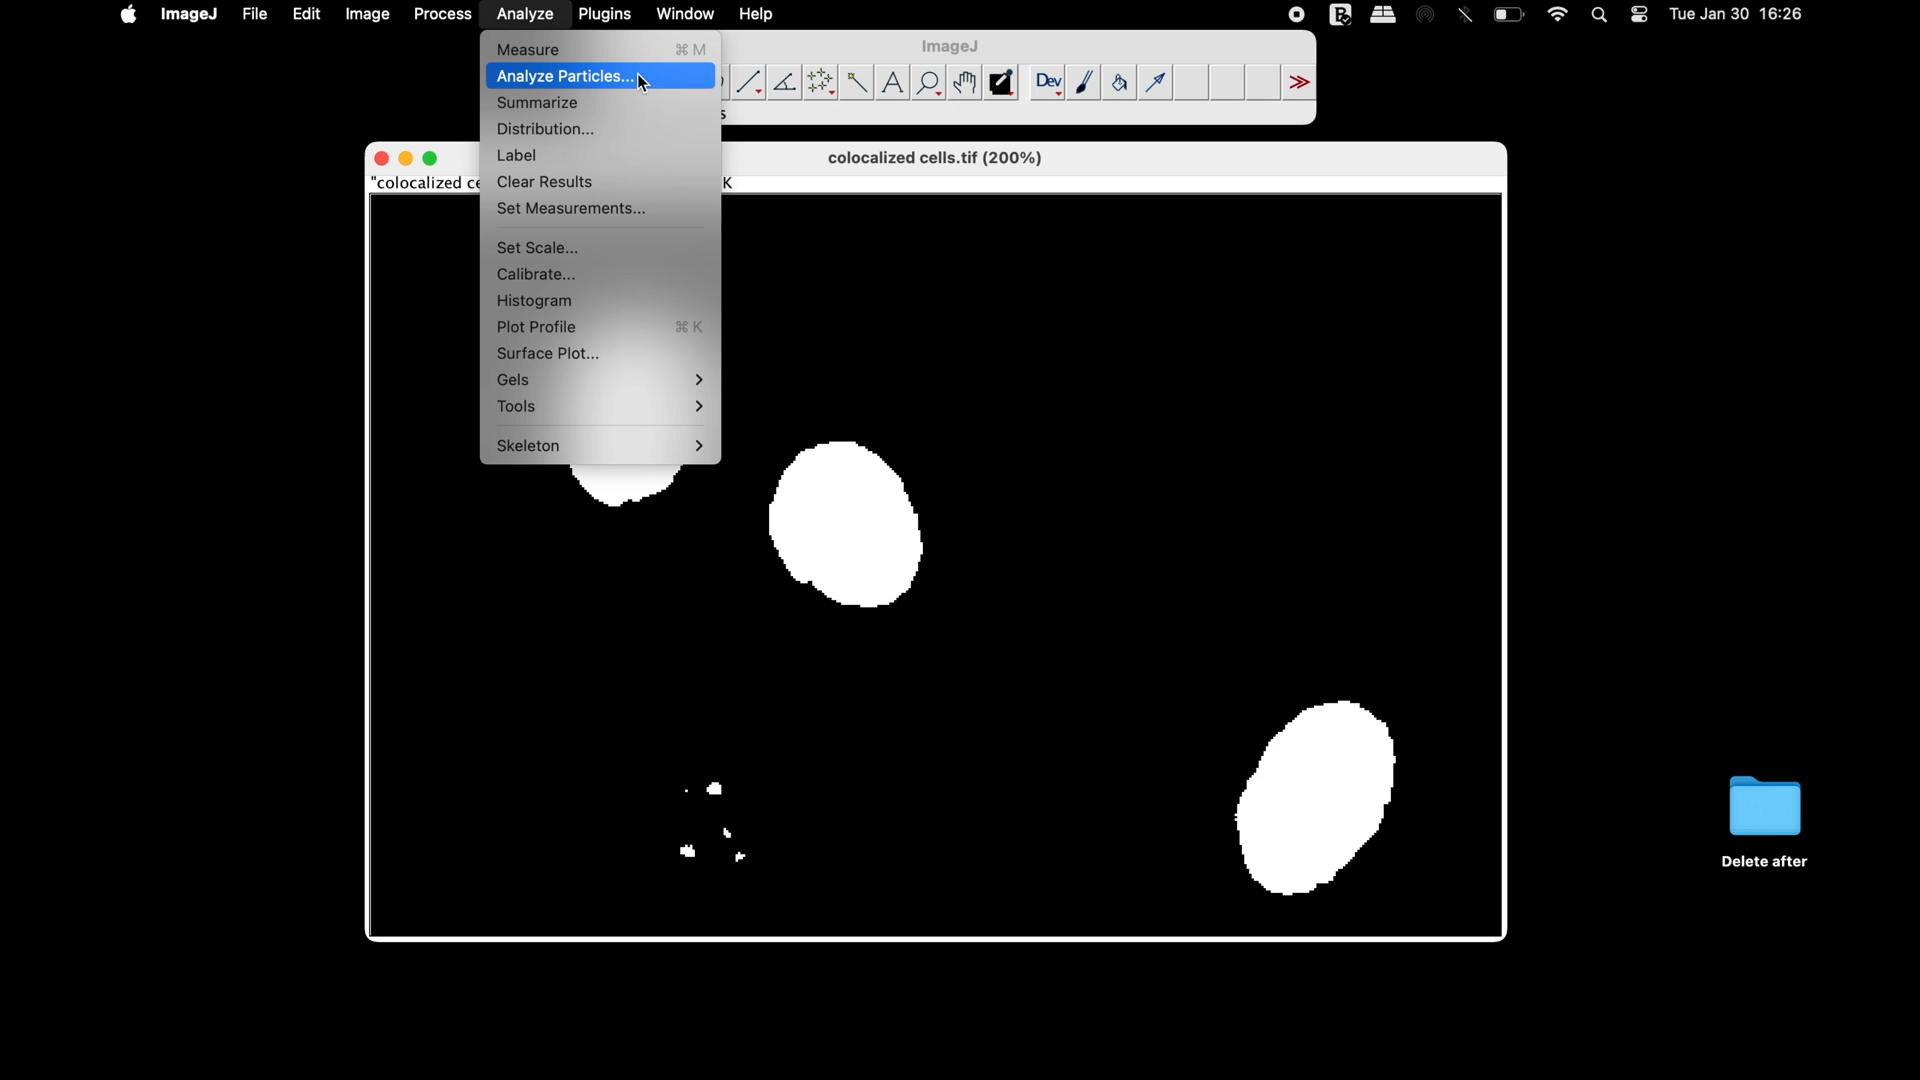 ImageJ File Edit Image Process Analyze Plugins Window Help Tue Jan 30 16:26
ImageJ
Measure ⌘ M
Analyze Particles...
Summarize
Distribution...
Label
Clear Results
Set Measurements...
Set Scale...
Calibrate...
Histogram
Plot Profile ⌘ K
Surface Plot...
Gels
Tools
Skeleton
A Dev
s
colocalized cells.tif (200%)
"colocalized ce K
Delete after